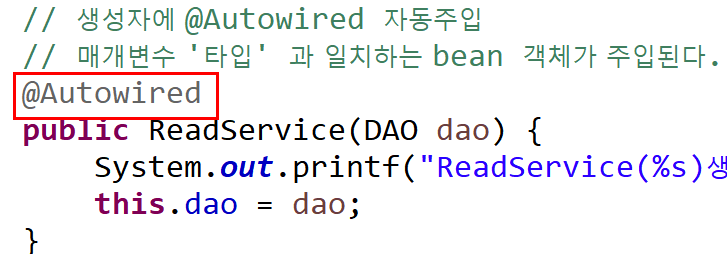 // 생성자에 @Autowired 자동주입
// 매개변수 '타입' 과 일치하는 bean 객체가 주입된다.
@Autowired
public ReadService(DAO dao) {
System.out.printf("ReadService(%s)생
this.dao = dao;
}